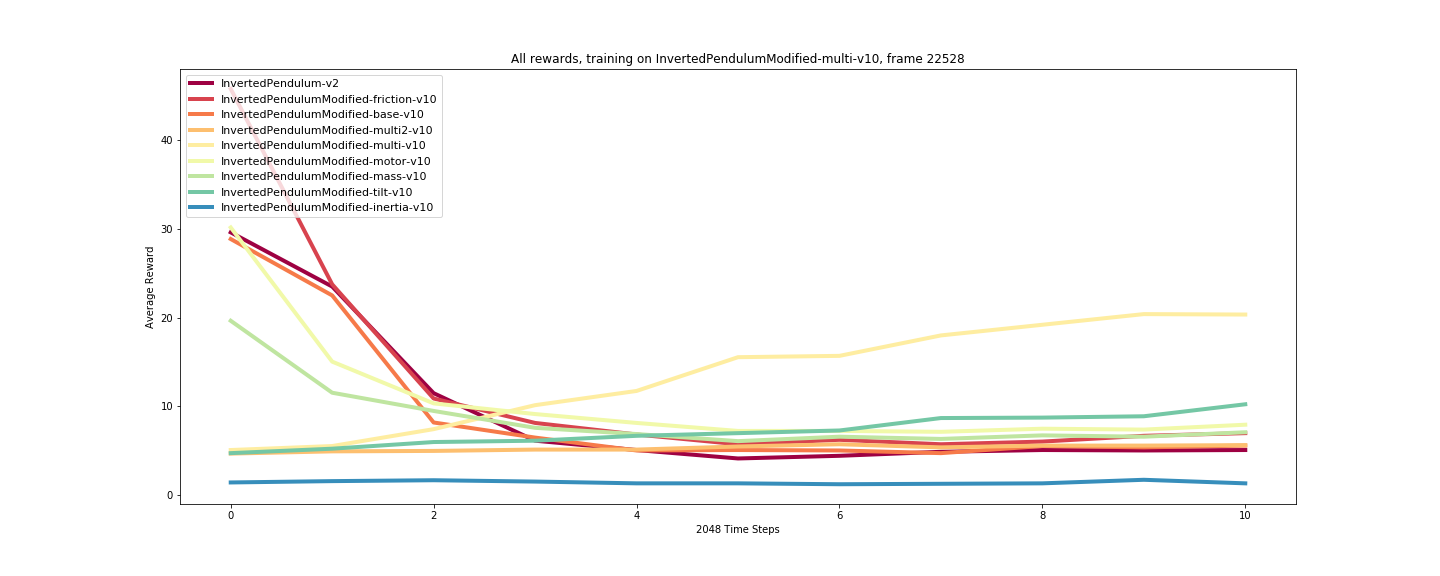 All rewards, training on InvertedPendulumModified-multi-v10, frame 22528
InvertedPendulum-v2
InvertedPendulumModified-friction-v10
InvertedPendulumModified-base-v10
InvertedPendulumModified-multi2-v10
InvertedPendulumModified-multi-v10
InvertedPendulumModified-motor-v10
InvertedPendulumModified-mass-v10
InvertedPendulumModified-tilt-v10
InvertedPendulumModified-inertia-v10
40
30
20
10
0
Average Reward
0 2 4 6 8 10
2048 Time Steps